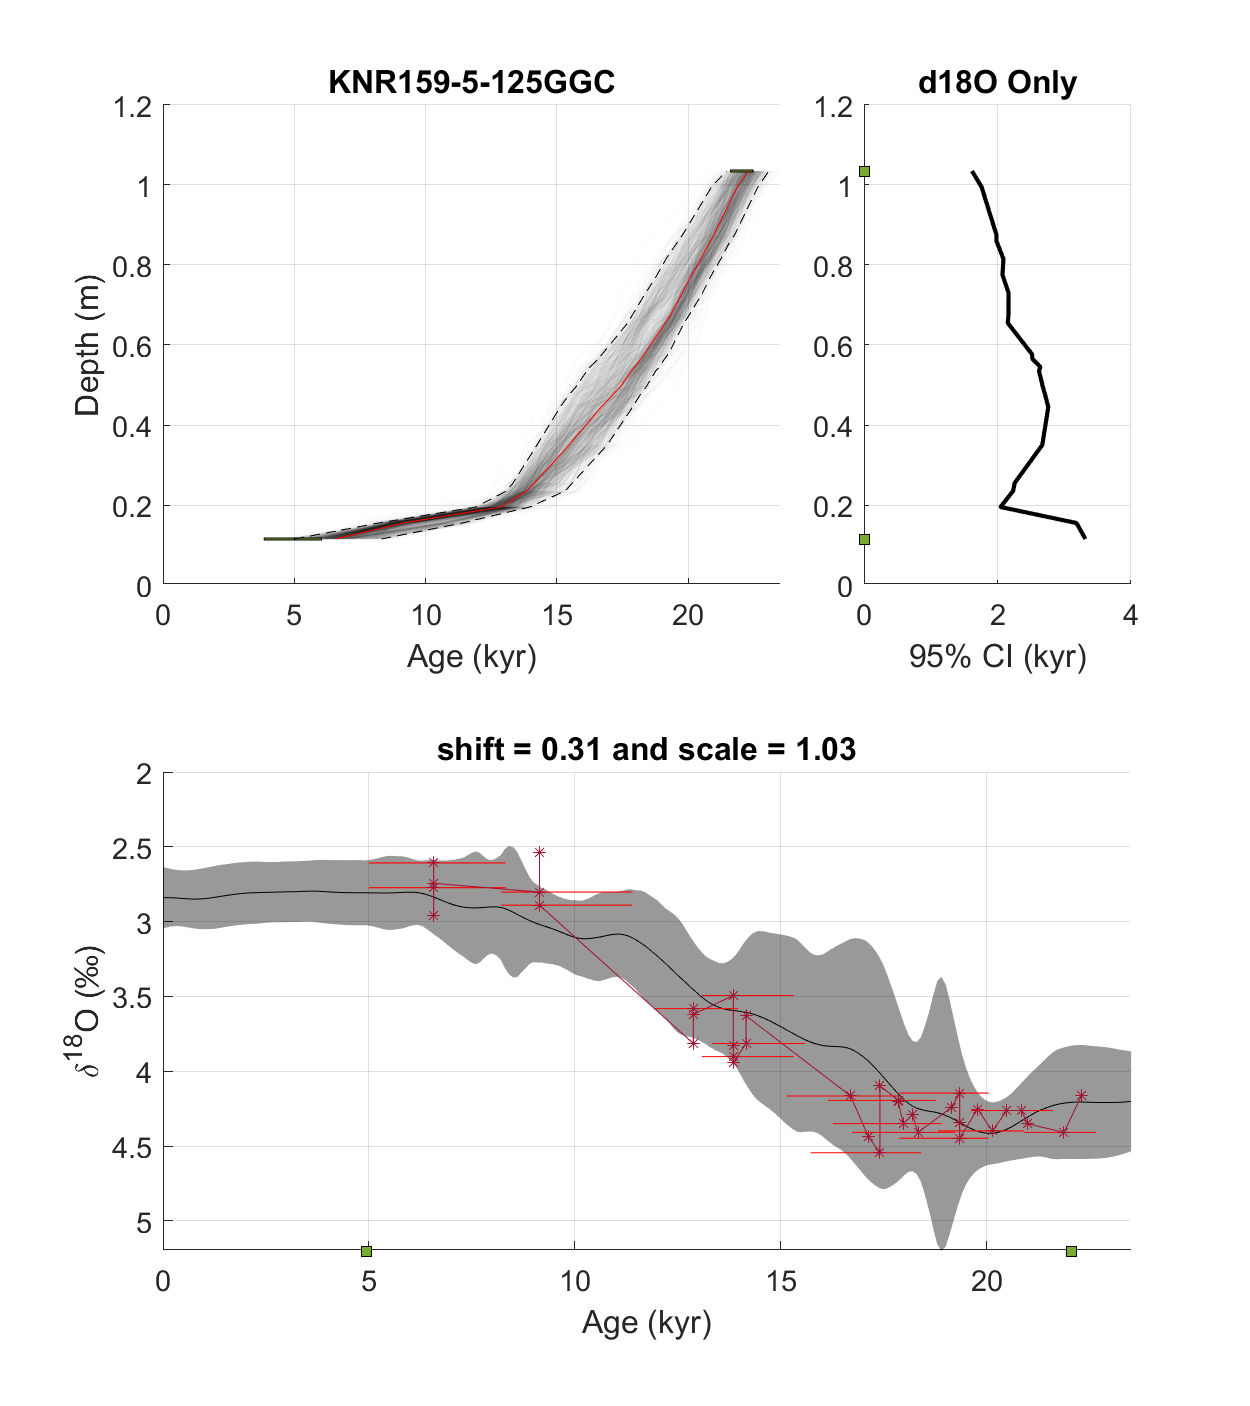 KNR159-5-125GGC
d18O Only
1.2
1
0.8
0.6
0.4
0.2
0
Depth (m)
0 5 10 15 20
Age (kyr)
1.2
1
0.8
0.6
0.4
0.2
0
0 2 4
95% CI (kyr)
shift = 0.31 and scale = 1.03
2
2.5
3
3.5
4
4.5
5
δ¹⁸O (‰)
0 5 10 15 20
Age (kyr)